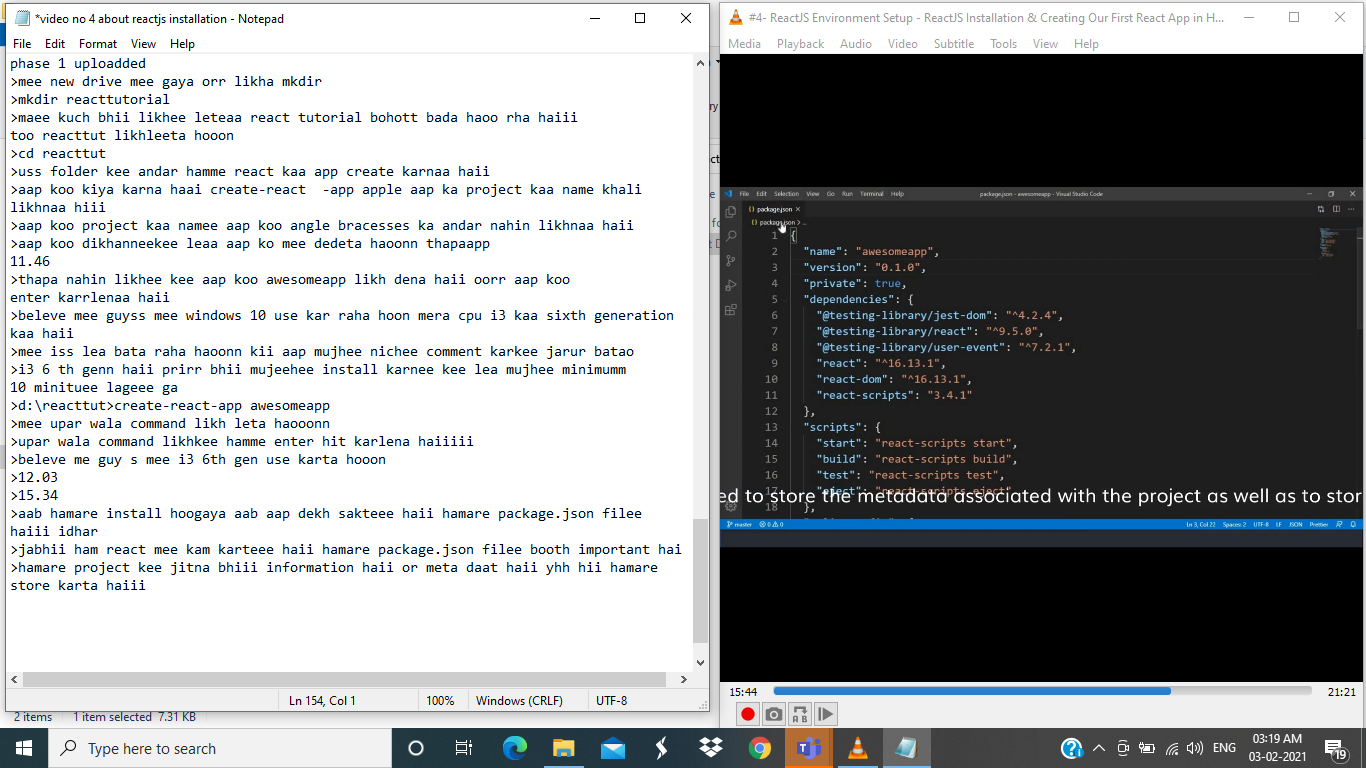 *video no 4 about reactjs installation - Notepad
File Edit Format View Help
phase 1 uploadded
>mee new drive mee gaya orr likha mkdir
>mkdir reacttutorial
>maee kuch bhii likhee leteaa react tutorial bohott bada haoo rha haiii
too reacttut likhleeta hooon
>cd reacttut
>uss folder kee andar hamme react kaa app create karnaa haii
>aap koo kiya karna haai create-react  -app apple aap ka project kaa name khali
likhnaa hiii
>aap koo project kaa namee aap koo angle bracesses ka andar nahin likhnaa haii
>aap koo dikhanneekee leaa aap ko mee dedeta haoonn thapaapp
11.46
>thapa nahin likhee kee aap koo awesomeapp likh dena haii oorr aap koo
enter karrlenaa haii
>beleve mee guyss mee windows 10 use kar raha hoon mera cpu i3 kaa sixth generation
kaa haii
>mee iss lea bata raha haoonn kii aap mujhee nichee comment karkee jarur batao
>i3 6 th genn haii prirr bhii mujeehee install karnee kee lea mujhee minimumm
10 minituee lageee ga
>d:\reacttut>create-react-app awesomeapp
>mee upar wala command likh leta haooonn
>upar wala command likhkee hamme enter hit karlena haiiiii
>beleve me guy s mee i3 6th gen use karta hooon
>12.03
>15.34
>aab hamare install hoogaya aab aap dekh sakteee haii hamare package.json filee
haiii idhar
>jabhii ham react mee kam karteee haii hamare package.json filee booth important hai
>hamare project kee jitna bhiii information haii or meta daat haii yhh hii hamare
store karta haiii
Ln 154, Col 1 100% Windows (CRLF) UTF-8
2 items 1 item selected 7.31 KB
#4- ReactJS Environment Setup - ReactJS Installation & Creating Our First React App in H...
Media Playback Audio Video Subtitle Tools View Help
File Edit Selection View Go Run Terminal Help package.json - awesomeapp - Visual Studio Code
{} package.json ×
{} package.json > ...
1 {
2 "name": "awesomeapp",
3 "version": "0.1.0",
4 "private": true,
5 "dependencies": {
6 "@testing-library/jest-dom": "^4.2.4",
7 "@testing-library/react": "^9.5.0",
8 "@testing-library/user-event": "^7.2.1",
9 "react": "^16.13.1",
10 "react-dom": "^16.13.1",
11 "react-scripts": "3.4.1"
12 },
13 "scripts": {
14 "start": "react-scripts start",
15 "build": "react-scripts build",
16 "test": "react-scripts test",
17 "eject": "react-scripts eject"
ed to store the metadata associated with the project as well as to stor
18 },
master 0 0 Ln 3, Col 22 Spaces: 2 UTF-8 LF JSON Prettier
15:44 21:21
Type here to search
ENG 03:19 AM
03-02-2021
19